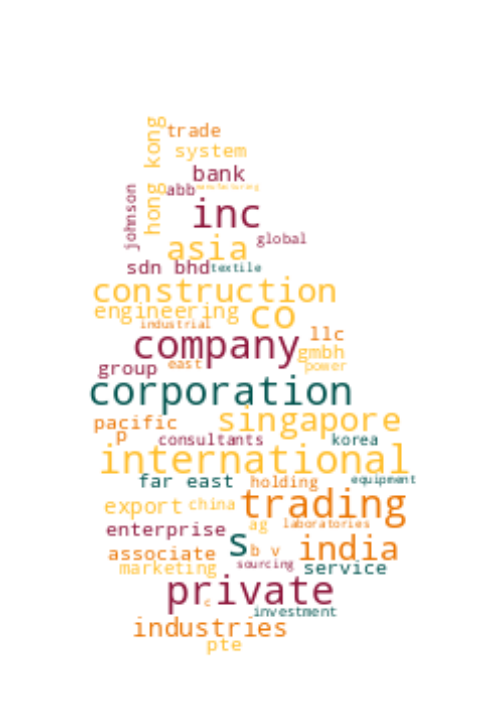 kong trade
system
bank
abb manufacturing
johnson hong inc
asia global
sdn bhd textile
construction
engineering co
industrial llc
company gmbh
group east power
corporation
pacific singapore
p consultants korea
international
far east holding equipment
export china trading
enterprise ag laboratories
s b v india
associate sourcing
marketing service
private
c investment
industries
pte